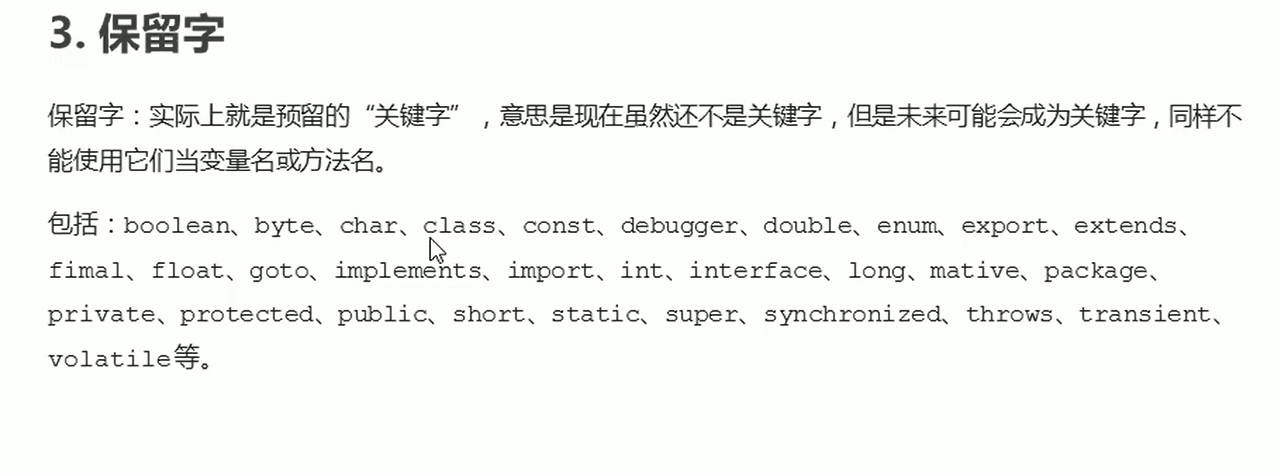 3. 保留字
保留字：实际上就是预留的“关键字”，意思是现在虽然还不是关键字，但是未来可能会成为关键字，同样不
能使用它们当变量名或方法名。
包括：boolean、byte、char、class、const、debugger、double、enum、export、extends、
fimal、float、goto、implements、import、int、interface、long、mative、package、
private、protected、public、short、static、super、synchronized、throws、transient、
volatile等。